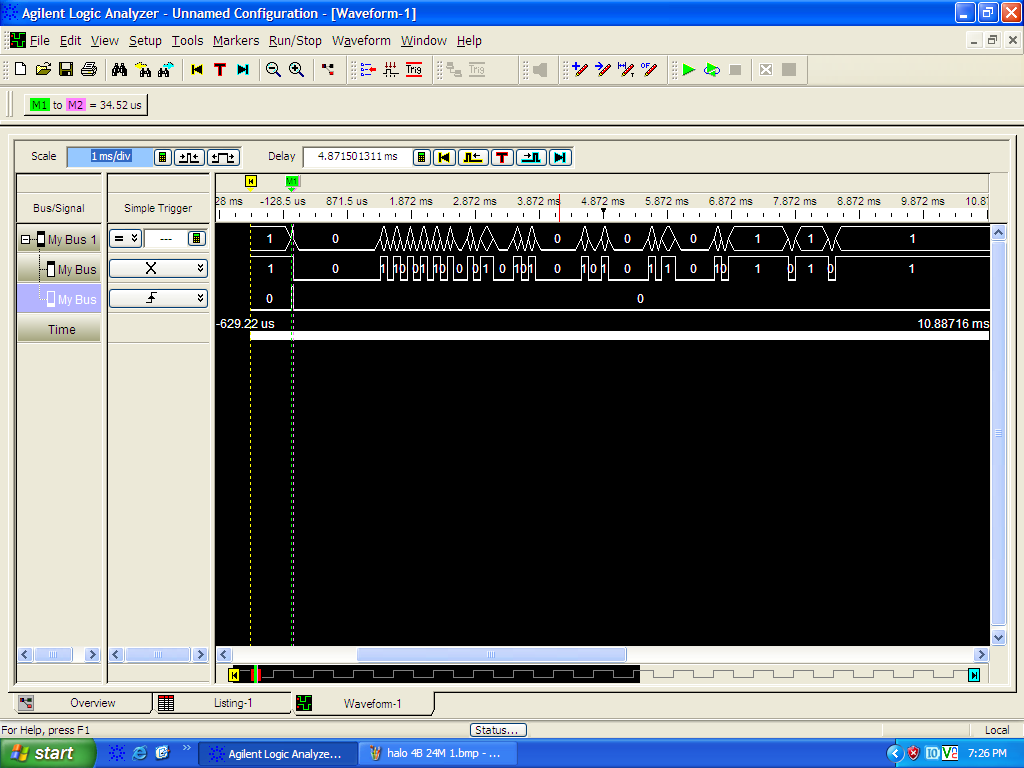 Agilent Logic Analyzer - Unnamed Configuration - [Waveform-1]
File Edit View Setup Tools Markers Run/Stop Waveform Window Help
Trig Trig
M1 to M2 = 34.52 us
Scale 1 ms/div Delay 4.871501311 ms T
M1
Bus/Signal Simple Trigger 28 ms -128.5 us 871.5 us 1.872 ms 2.872 ms 3.872 ms 4.872 ms 5.872 ms 6.872 ms 7.872 ms 8.872 ms 9.872 ms 10.87
My Bus 1 = --- 1 0 0 0 0 1 1 1
My Bus X 1 0 1 1 0 0 1 1 0 0 0 1 0 1 0 1 0 1 0 1 0 1 1 0 1 0 1 0 1 0 1
My Bus 0 0
Time -629.22 us 10.88716 ms
Overview Listing-1 Waveform-1
For Help, press F1 Status... Local
start Agilent Logic Analyze... halo 4B 24M 1.bmp - ... 7:26 PM